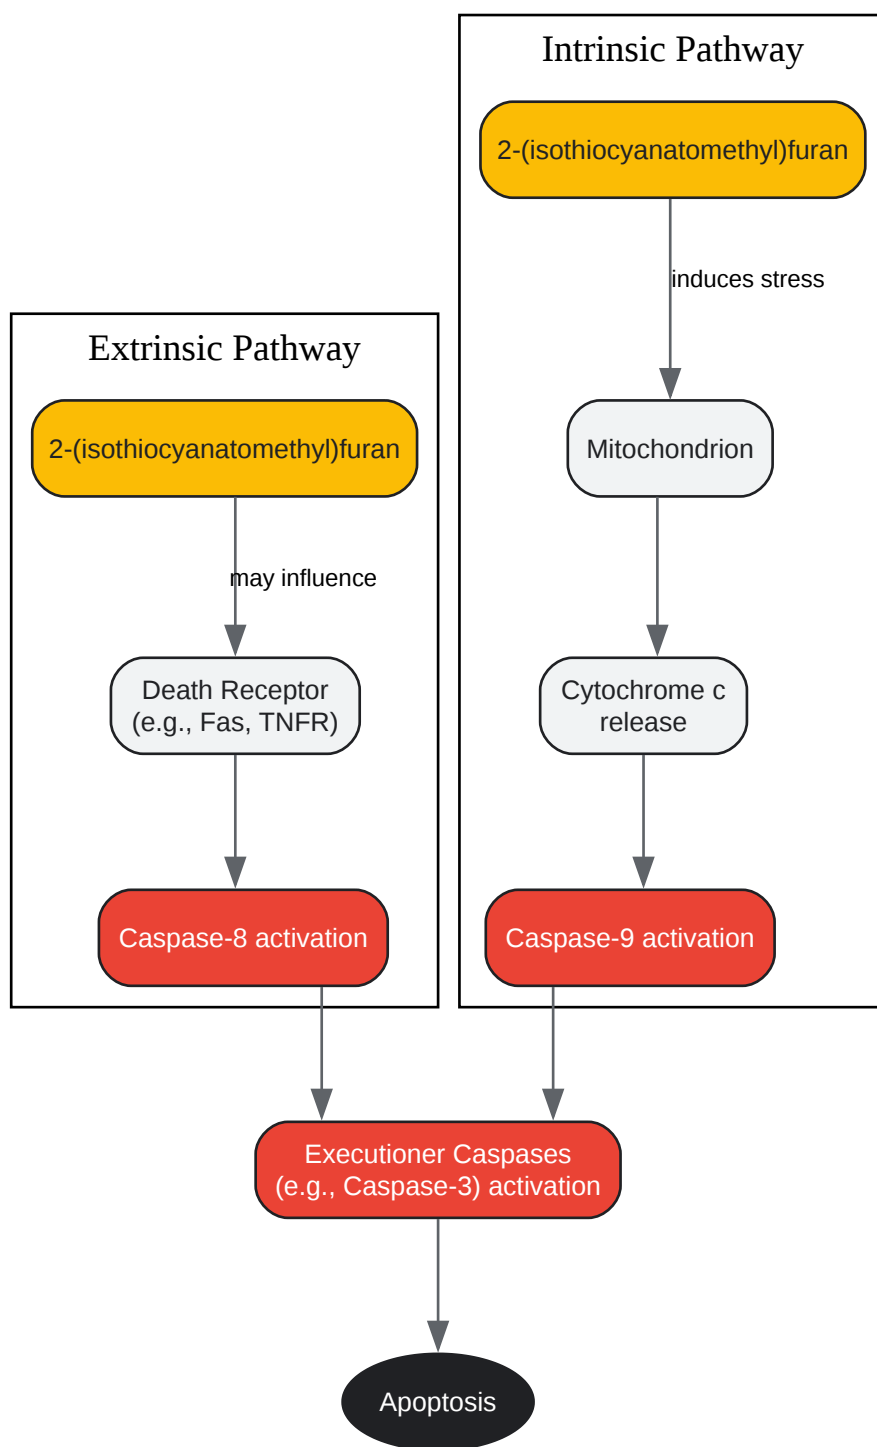 Intrinsic Pathway
2-(isothiocyanatomethyl)furan
induces stress
Mitochondrion
Cytochrome c
release
Caspase-9 activation
Extrinsic Pathway
2-(isothiocyanatomethyl)furan
may influence
Death Receptor
(e.g., Fas, TNFR)
Caspase-8 activation
Executioner Caspases
(e.g., Caspase-3) activation
Apoptosis